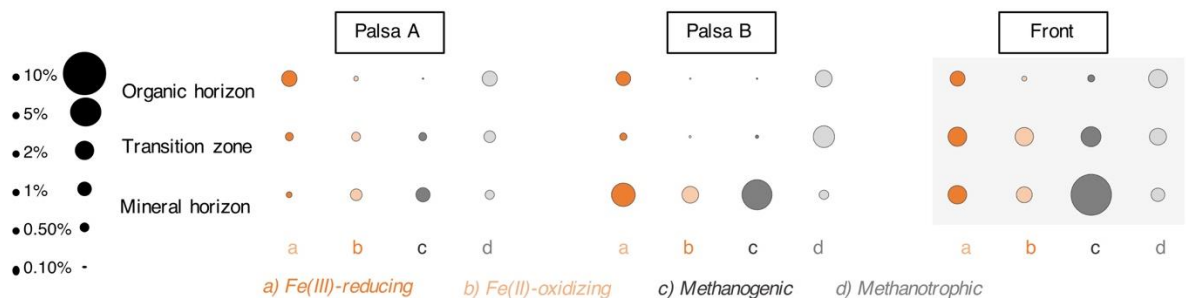 Palsa A
Palsa B
Front
10%
Organic horizon
5%
Transition zone
2%
1%
Mineral horizon
0.50%
a b c d
a b c d
a b c d
0.10%
a) Fe(III)-reducing
b) Fe(II)-oxidizing
c) Methanogenic
d) Methanotrophic